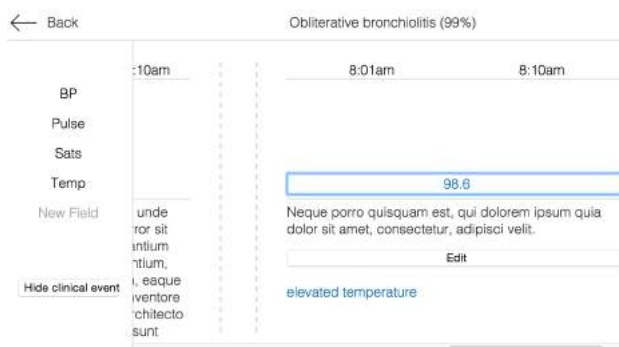 Back
Obliterative bronchiolitis (99%)
:10am
8:01am
8:10am
BP
Pulse
Sats
Temp
98.6
New Field
unde
ror sit
antium
ntium,
, eaque
nventore
rchitecto
sunt
Neque porro quisquam est, qui dolorem ipsum quia
dolor sit amet, consectetur, adipisci velit.
Edit
Hide clinical event
elevated temperature